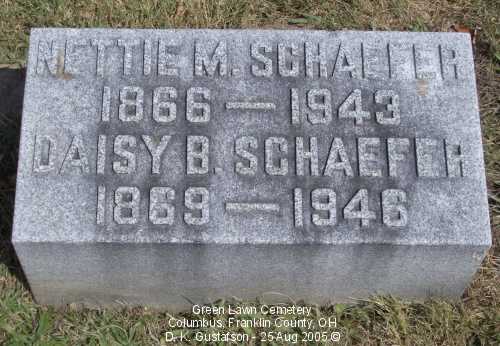 NETTIE M. SCHAEFER
1866 — 1943
DAISY B. SCHAEFER
1869 — 1946
Green Lawn Cemetery
Columbus, Franklin County, OH
D. K. Gustafson - 25 Aug 2005 ©